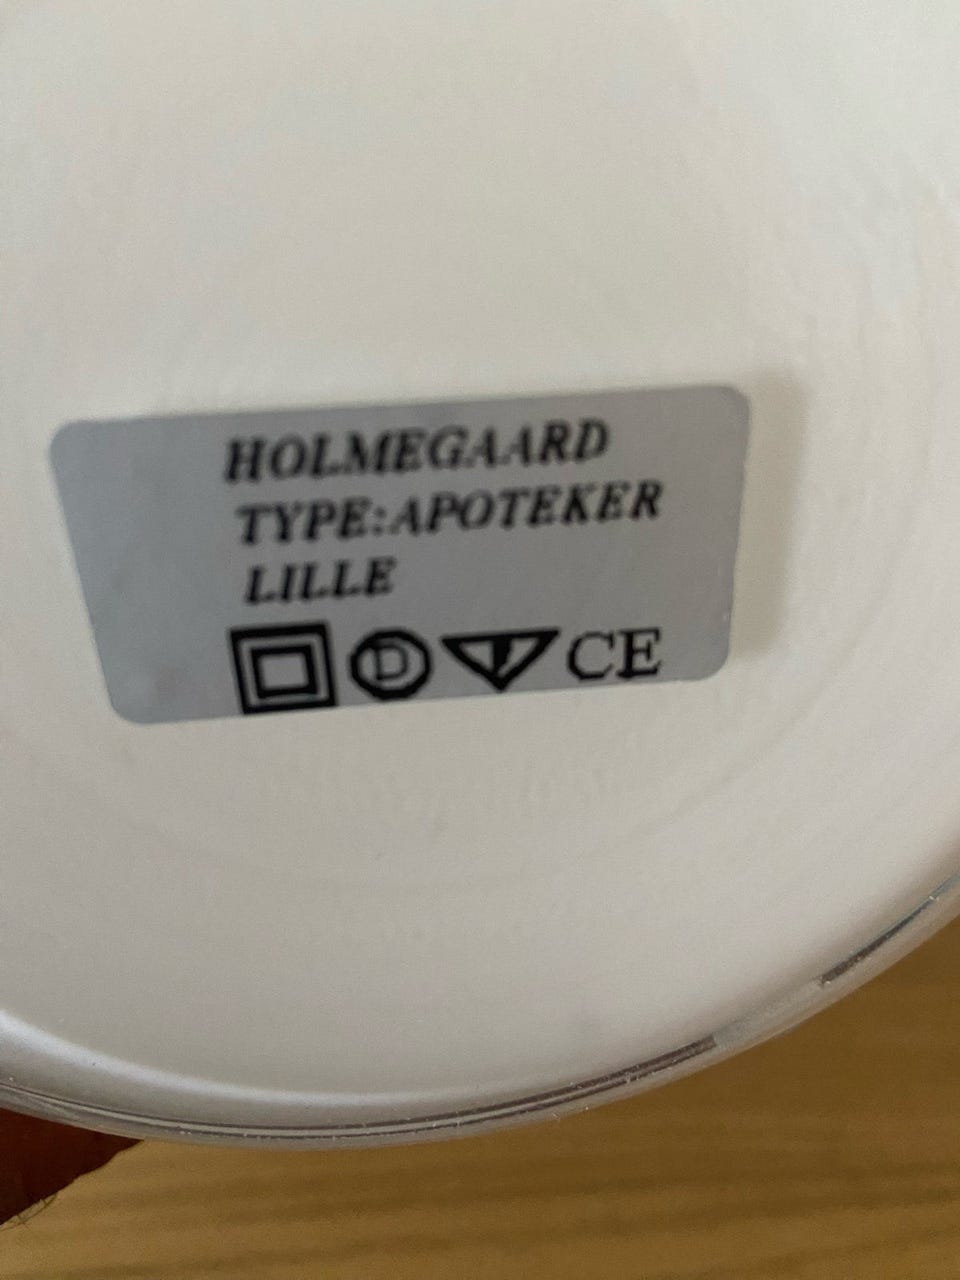 HOLMEGAARD
TYPE:APOTEKER
LILLE
D F CE